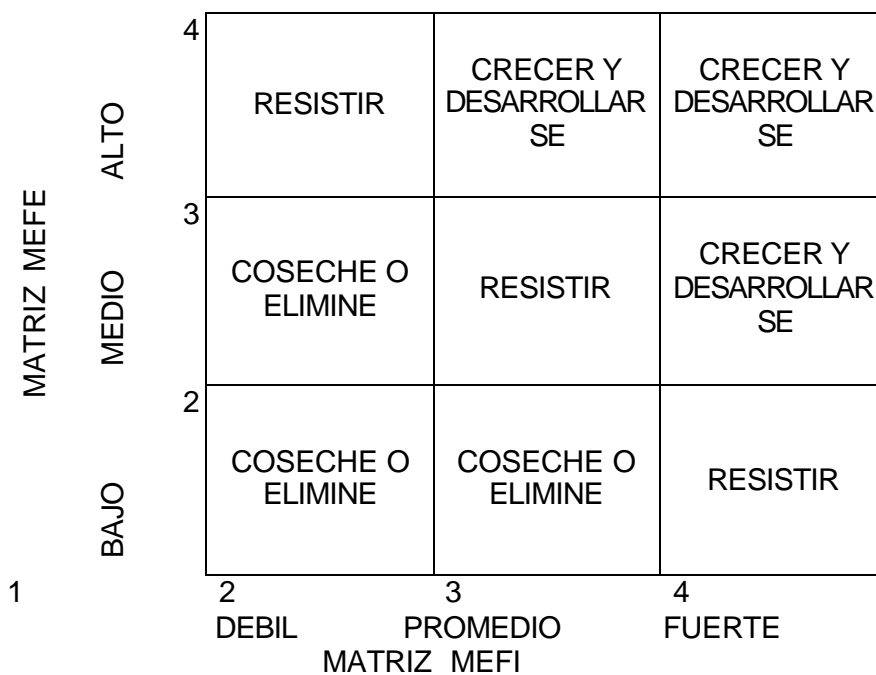 4
RESISTIR
CRECER Y
DESARROLLAR
SE
CRECER Y
DESARROLLAR
SE
ALTO
3
COSECHE O
ELIMINE
RESISTIR
CRECER Y
DESARROLLAR
SE
MEDIO
MATRIZ MEFE
2
COSECHE O
ELIMINE
COSECHE O
ELIMINE
RESISTIR
BAJO
1 2 3 4
DEBIL PROMEDIO FUERTE
MATRIZ MEFI